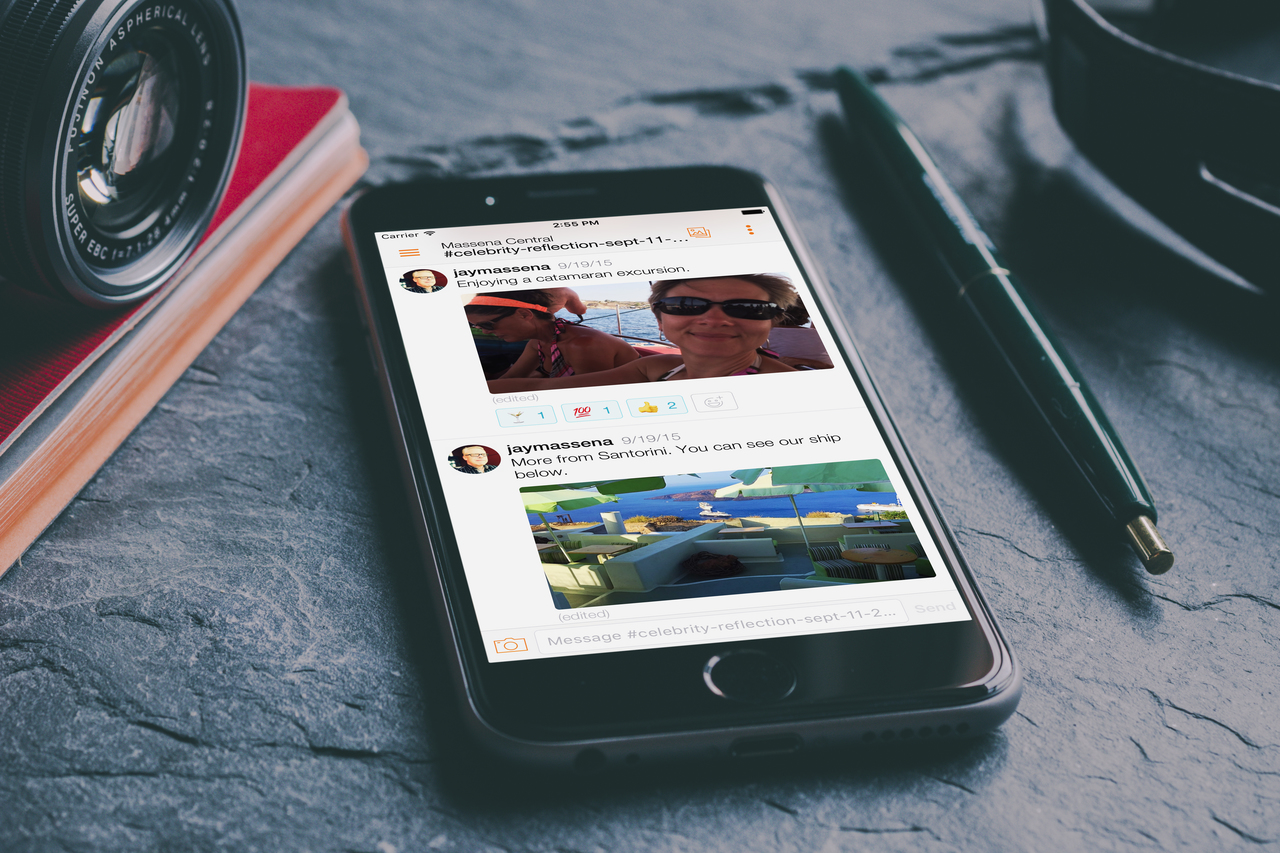 FUJINON ASPHERICAL LENS
SUPER EBC f=7.1-28.4mm
Carrier
2:55 PM
Massena Central
#celebrity-reflection-sept-11-...
jaymassena 9/19/15
Enjoying a catamaran excursion.
(edited)
1
100 1
2
jaymassena 9/19/15
More from Santorini. You can see our ship
below.
(edited)
Message #celebrity-reflection-sept-11-2...
Send